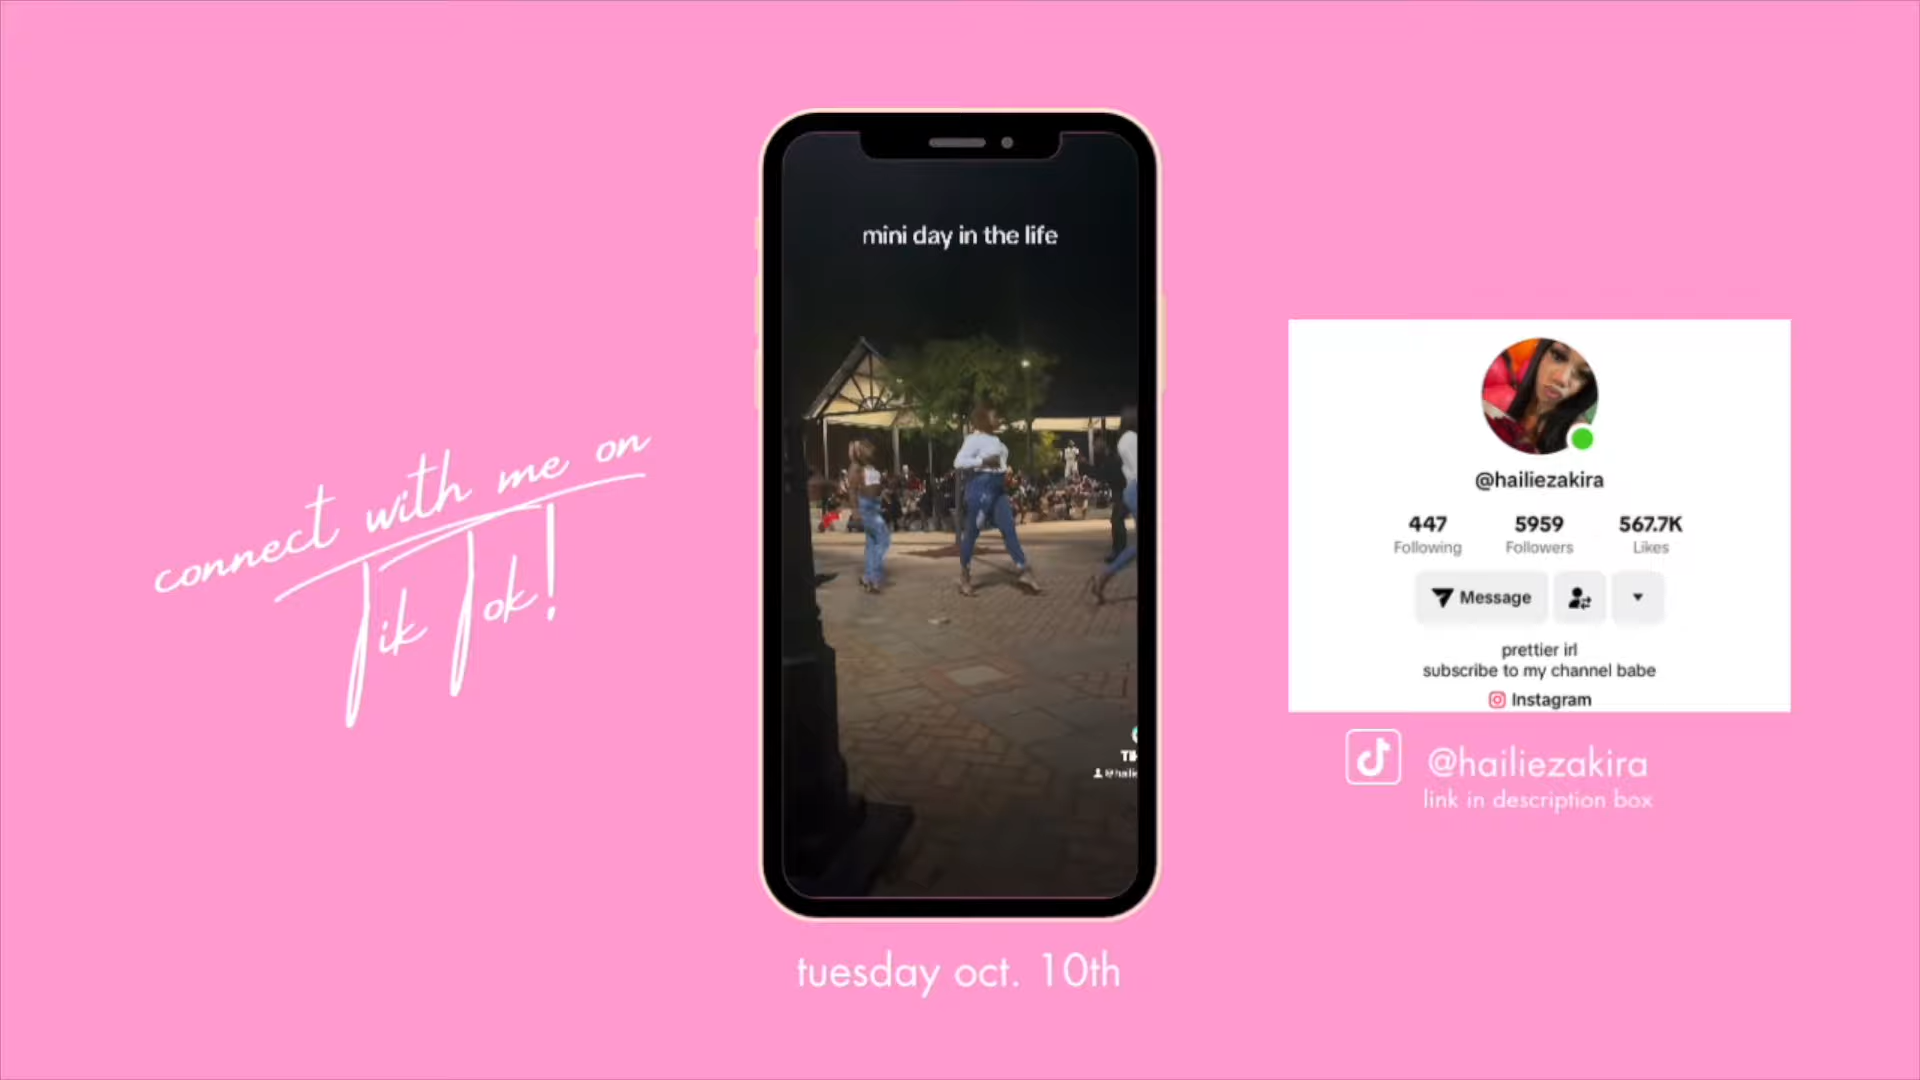 connect with me on
Tik Tok!
mini day in the life
tuesday oct. 10th
@hailiezakira
447 5959 567.7K
Following Followers Likes
Message
prettier irl
subscribe to my channel babe
Instagram
@hailiezakira
link in description box